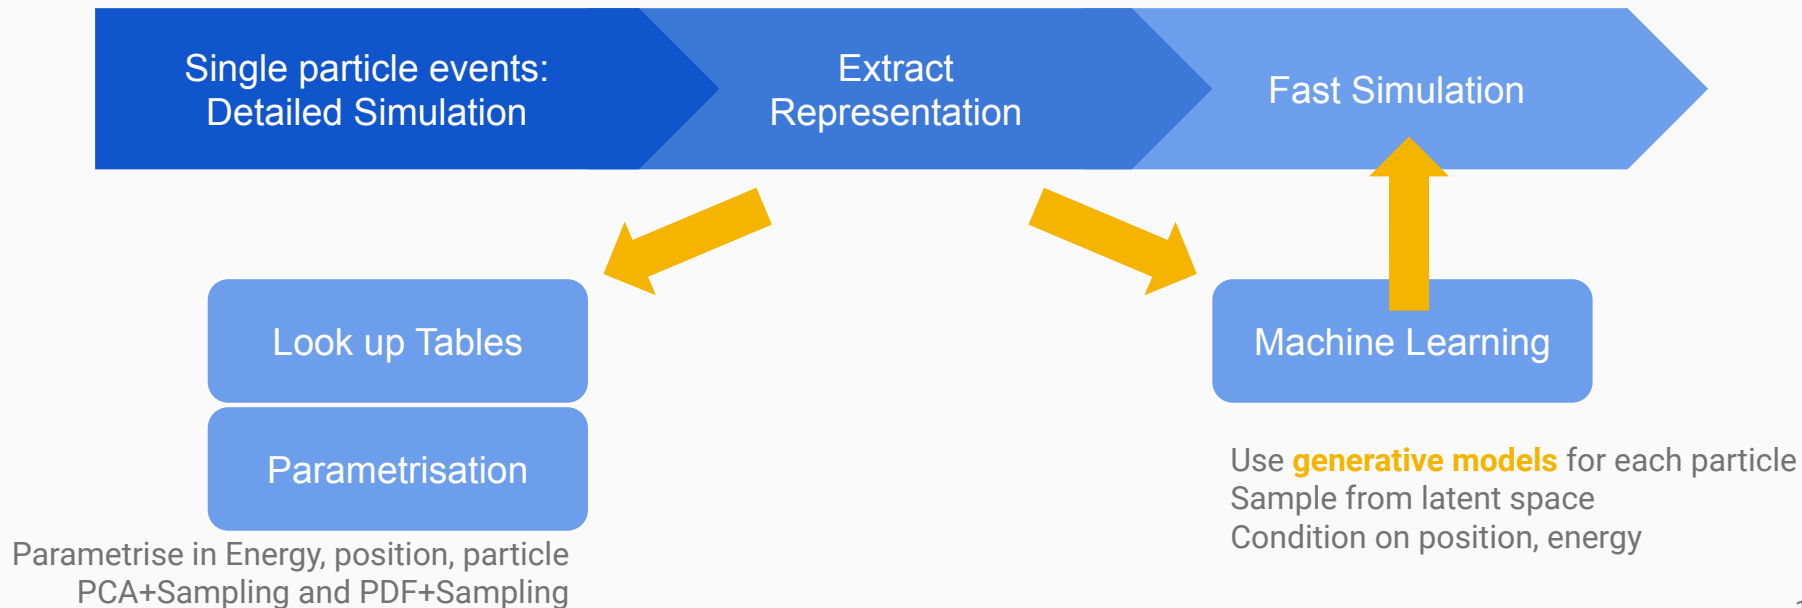 Single particle events:
Detailed Simulation
Extract
Representation
Fast Simulation
Look up Tables
Parametrisation
Parametrise in Energy, position, particle
PCA+Sampling and PDF+Sampling
Machine Learning
Use generative models for each particle
Sample from latent space
Condition on position, energy